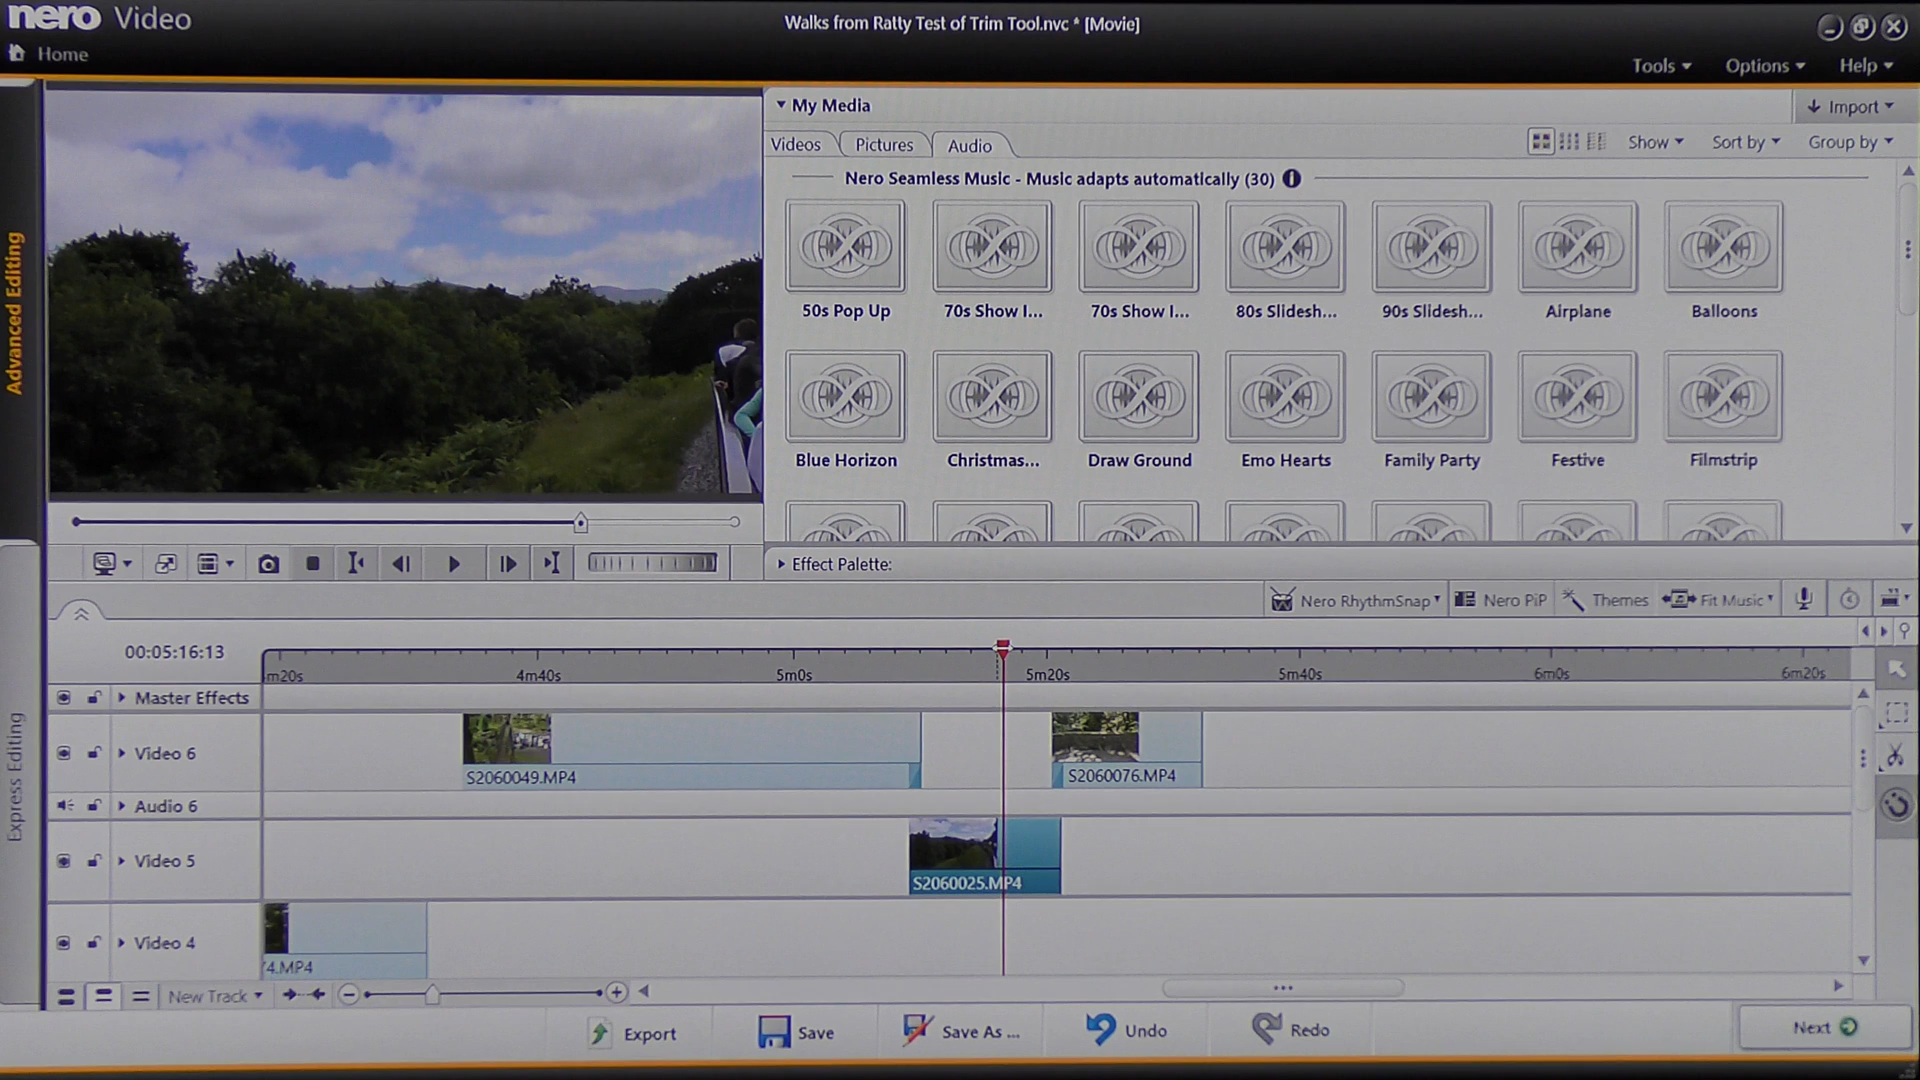 nero Video
Walks from Ratty Test of Trim Tool.nvc * [Movie]
Home
Tools
Options
Help
Advanced Editing
Express Editing
My Media
Import
Videos
Pictures
Audio
Show
Sort by
Group by
Nero Seamless Music - Music adapts automatically (30)
50s Pop Up
70s Show I...
70s Show I...
80s Slidesh...
90s Slidesh...
Airplane
Balloons
Blue Horizon
Christmas...
Draw Ground
Emo Hearts
Family Party
Festive
Filmstrip
Effect Palette:
Nero RhythmSnap
Nero PiP
Themes
Fit Music
00:05:16:13
m20s
4m40s
5m0s
5m20s
5m40s
6m0s
6m20s
Master Effects
Video 6
S2060049.MP4
S2060076.MP4
Audio 6
Video 5
S2060025.MP4
Video 4
4.MP4
New Track
Export
Save
Save As ...
Undo
Redo
Next